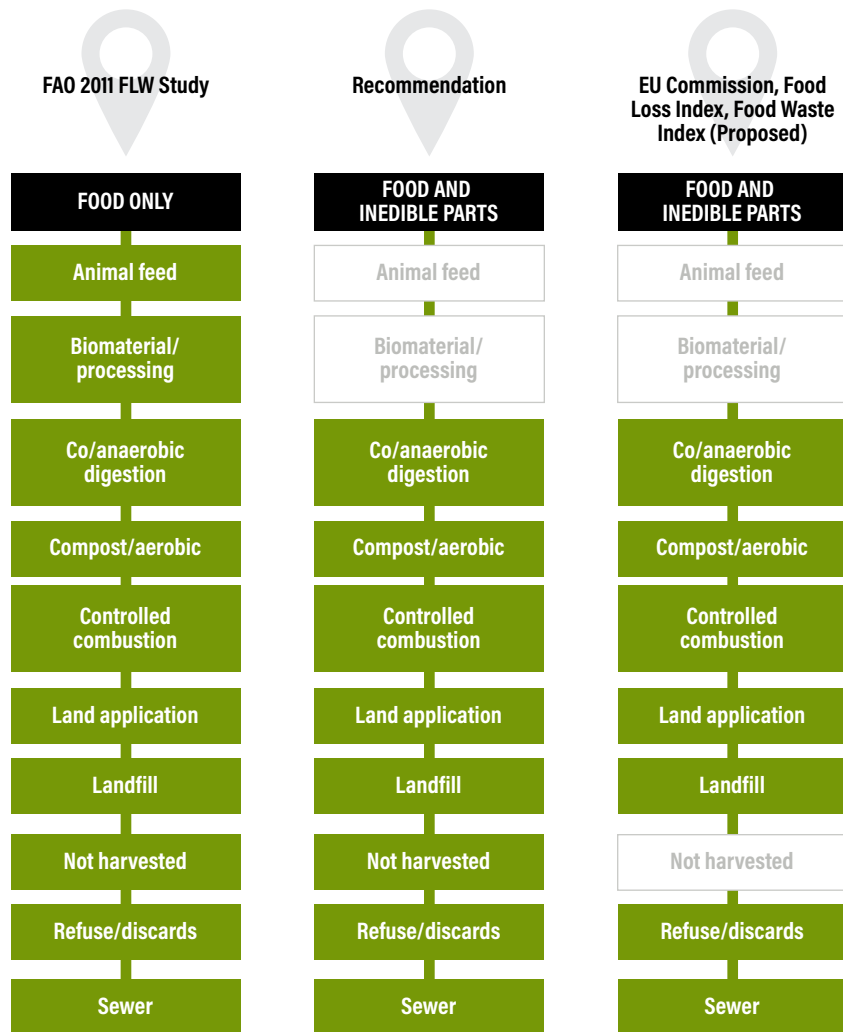 FAO 2011 FLW Study
FOOD ONLY
Animal feed
Biomaterial/
processing
Co/anaerobic
digestion
Compost/aerobic
Controlled
combustion
Land application
Landfill
Not harvested
Refuse/discards
Sewer
Recommendation
FOOD AND
INEDIBLE PARTS
Animal feed
Biomaterial/
processing
Co/anaerobic
digestion
Compost/aerobic
Controlled
combustion
Land application
Landfill
Not harvested
Refuse/discards
Sewer
EU Commission, Food
Loss Index, Food Waste
Index (Proposed)
FOOD AND
INEDIBLE PARTS
Animal feed
Biomaterial/
processing
Co/anaerobic
digestion
Compost/aerobic
Controlled
combustion
Land application
Landfill
Not harvested
Refuse/discards
Sewer